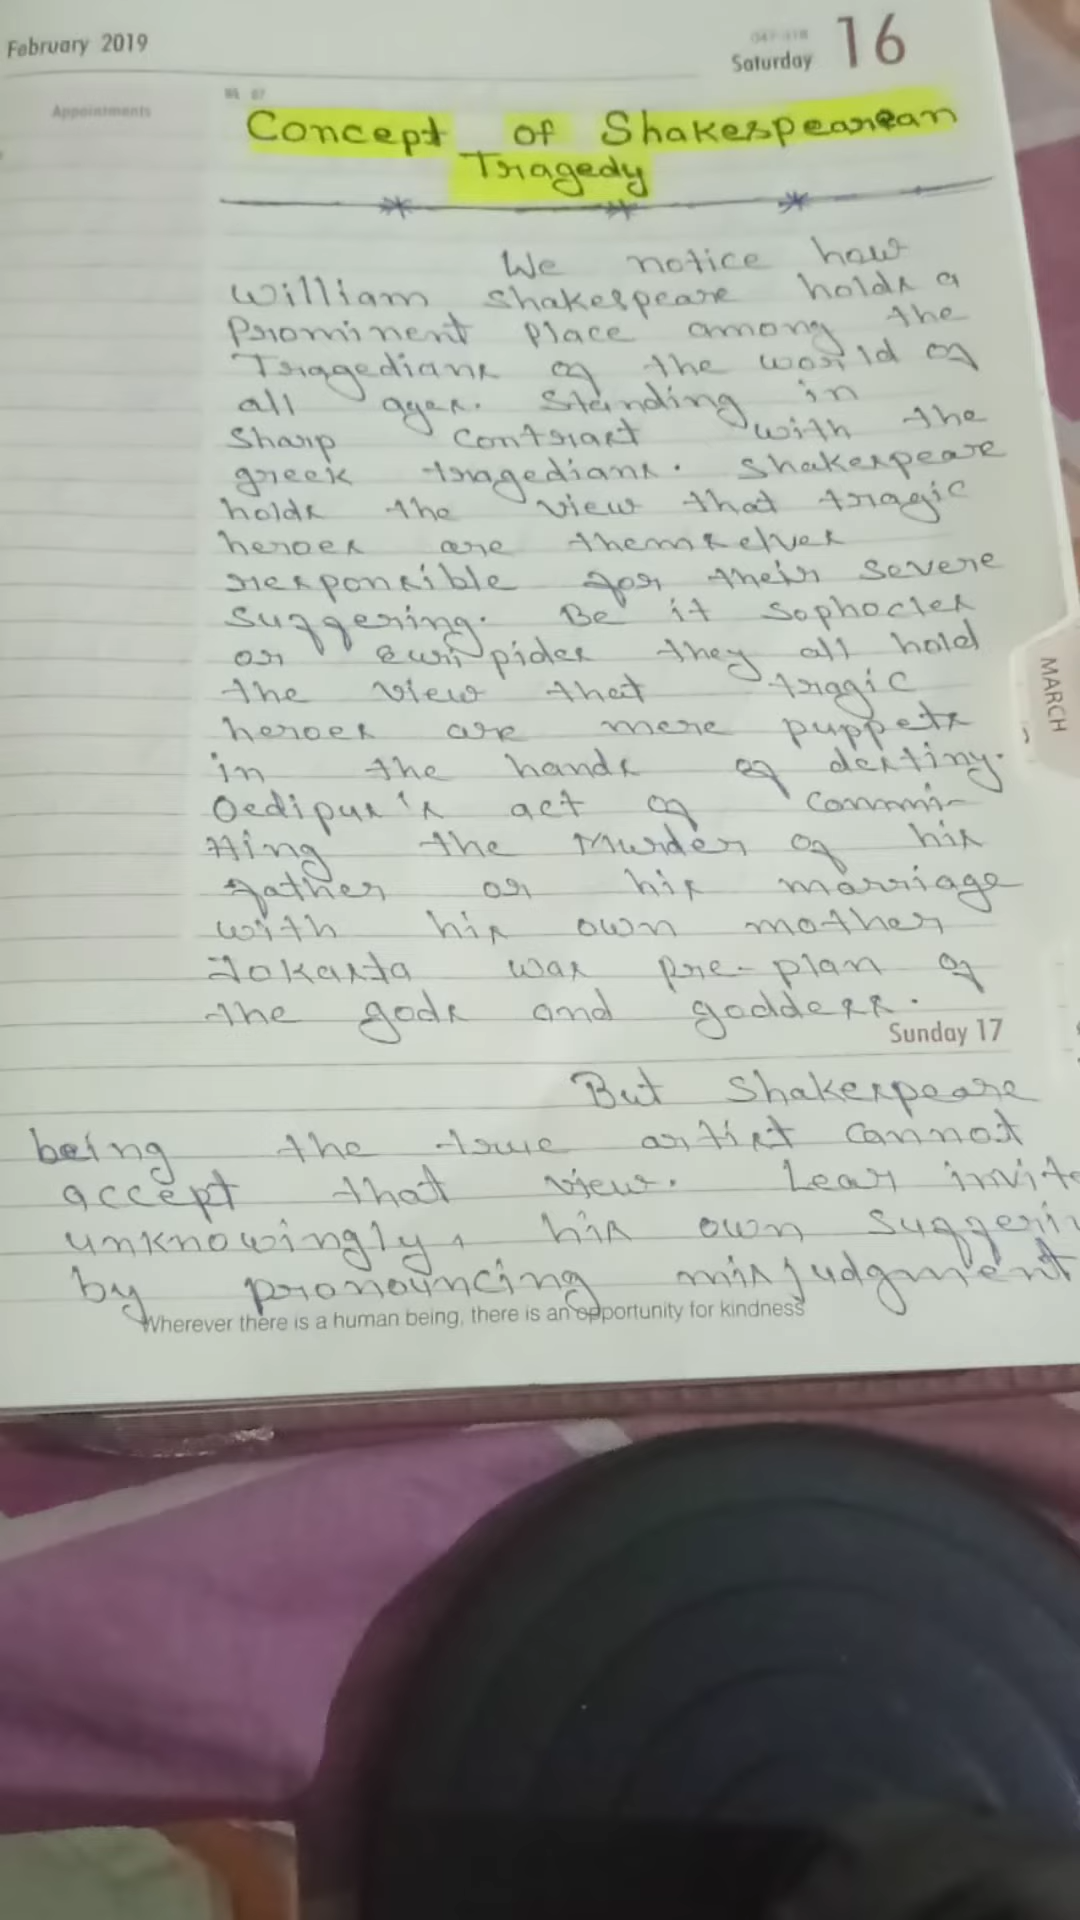 February 2019
047-318
Saturday 16
Appointments
Concept of Shakespearean
Tragedy
We notice how
William Shakespeare holds a
Prominent place among the
Tragedians of the world of
all ages. Standing in
Sharp contrast with the
greek tragedians. Shakespeare
holds the view that tragic
heroes are themselves
responsible for their severe
suffering. Be it Sophocles
or Euripides they all hold
the view that tragic
heroes are mere puppets
in the hands of destiny.
Oedipus's act of commi-
tting the Murder of his
father or his marriage
with his own mother
Jokasta was pre-plan of
the gods and goddess.
Sunday 17
But Shakespeare
being the true artist cannot
accept that view. Lear invite
unknowingly, his own sufferin
by pronouncing misjudgment
Wherever there is a human being, there is an opportunity for kindness
MARCH